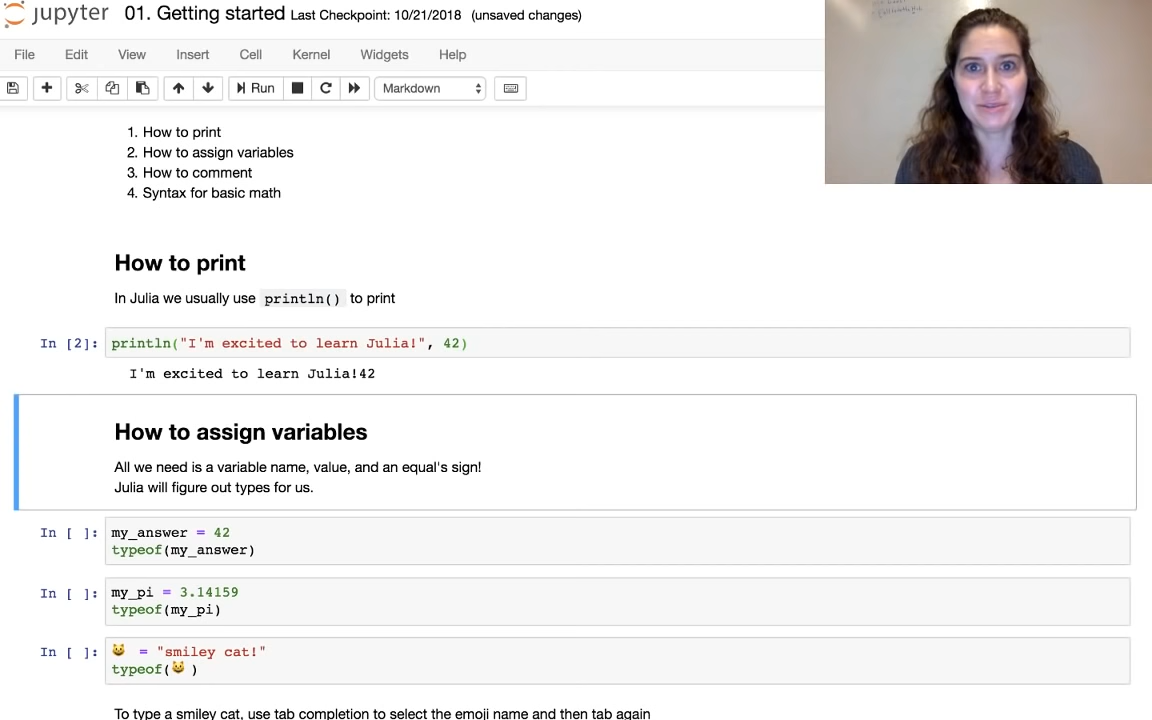 jupyter 01. Getting started Last Checkpoint: 10/21/2018 (unsaved changes)
File Edit View Insert Cell Kernel Widgets Help
Run Markdown
1. How to print
2. How to assign variables
3. How to comment
4. Syntax for basic math
How to print
In Julia we usually use println() to print
In [2]: println("I'm excited to learn Julia!", 42)
I'm excited to learn Julia!42
How to assign variables
All we need is a variable name, value, and an equal's sign!
Julia will figure out types for us.
In [ ]: my_answer = 42
typeof(my_answer)
In [ ]: my_pi = 3.14159
typeof(my_pi)
In [ ]: 😺 = "smiley cat!"
typeof(😺 )
To type a smiley cat, use tab completion to select the emoji name and then tab again